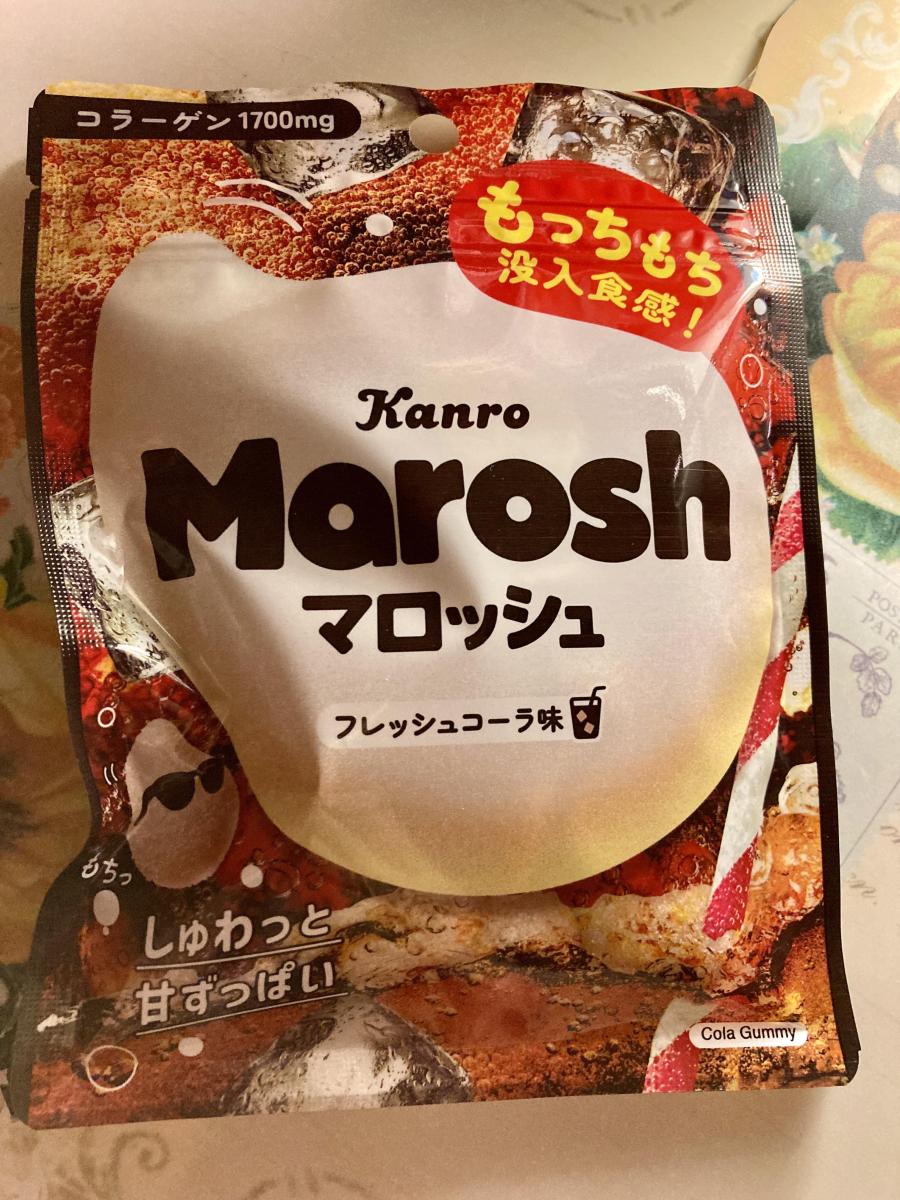 コラーゲン1700mg
もっちもち
没入食感！
Kanro
Marosh
マロッシュ
フレッシュコーラ味
もちっ
しゅわっと
甘ずっぱい
Cola Gummy
POS
PAR